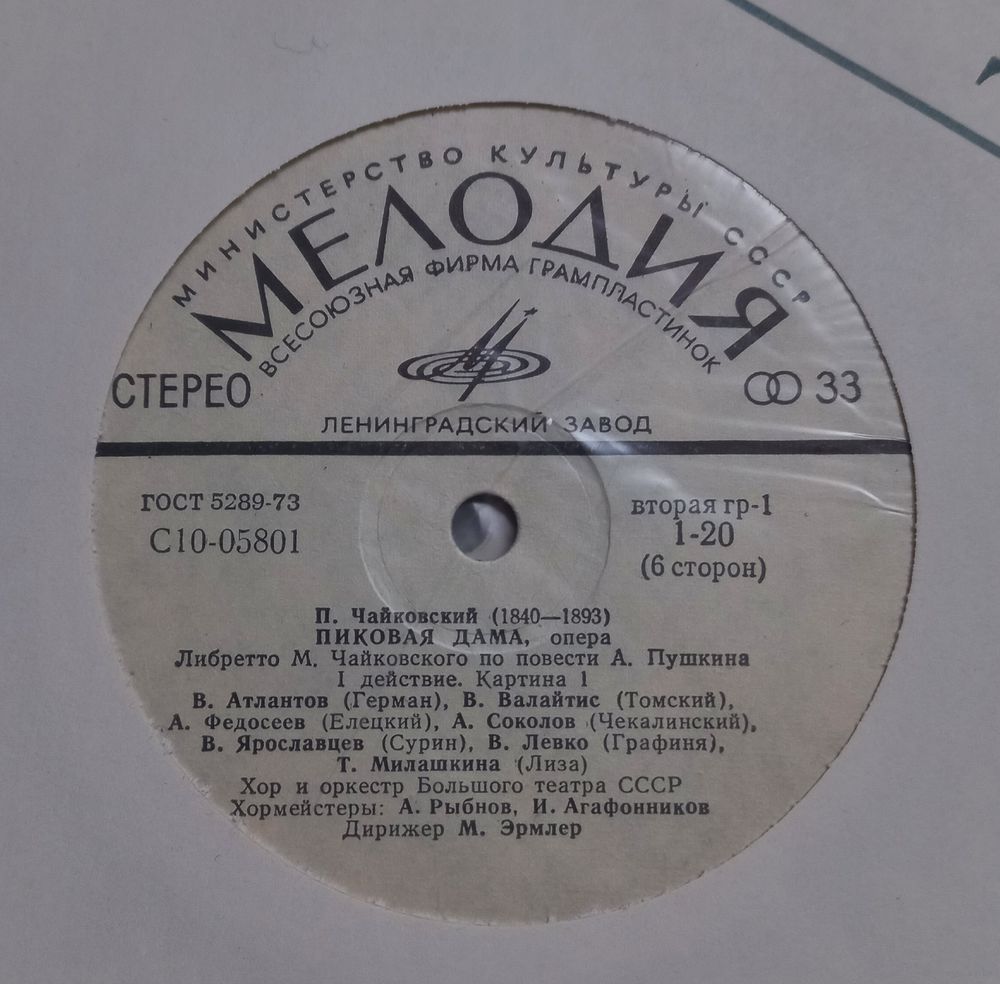 МИНИСТЕРСТВО КУЛЬТУРЫ СССР
МЕЛОДИЯ
ВСЕСОЮЗНАЯ ФИРМА ГРАМПЛАСТИНОК
СТЕРЕО
33
ЛЕНИНГРАДСКИЙ ЗАВОД
ГОСТ 5289-73
С10-05801
вторая гр-1
1-20
(6 сторон)
П. Чайковский (1840—1893)
ПИКОВАЯ ДАМА, опера
Либретто М. Чайковского по повести А. Пушкина
I действие. Картина 1
В. Атлантов (Герман), В. Валайтис (Томский),
А. Федосеев (Елецкий), А. Соколов (Чекалинский),
В. Ярославцев (Сурин), В. Левко (Графиня),
Т. Милашкина (Лиза)
Хор и оркестр Большого театра СССР
Хормейстеры: А. Рыбнов, И. Агафонников
Дирижер М. Эрмлер